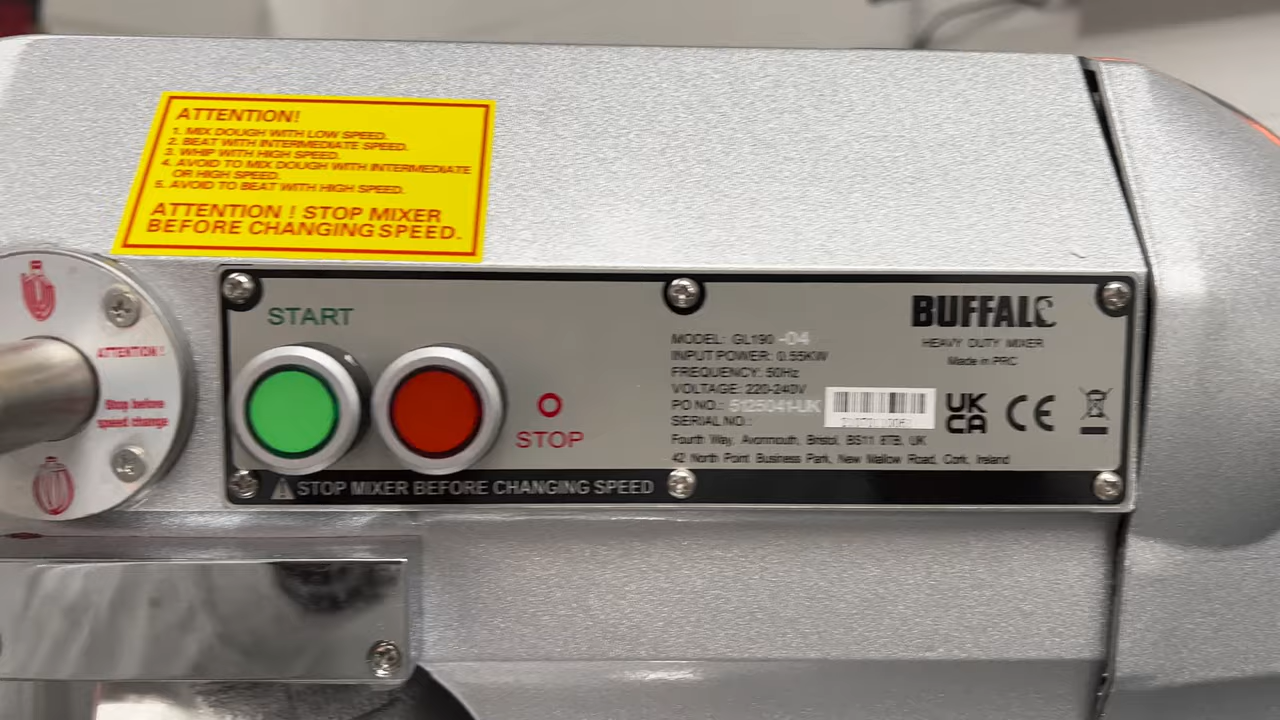 ATTENTION!
1. MIX DOUGH WITH LOW SPEED.
2. BEAT WITH INTERMEDIATE SPEED.
3. WHIP WITH HIGH SPEED.
4. AVOID TO MIX DOUGH WITH INTERMEDIATE
OR HIGH SPEED.
5. AVOID TO BEAT WITH HIGH SPEED.
ATTENTION ! STOP MIXER
BEFORE CHANGING SPEED.
ATTENTION !
Stop before
speed change
START
STOP
STOP MIXER BEFORE CHANGING SPEED
MODEL: GL190 -04
INPUT POWER: 0.55KW
FREQUENCY: 50Hz
VOLTAGE: 220-240V
PO NO.: 5125041-UK
SERIAL NO.:
Fourth Way, Avonmouth, Bristol, BS11 8TB, UK
42 North Point Business Park, New Mallow Road, Cork, Ireland
BUFFALO
HEAVY DUTY MIXER
Made in PRC
UK
CA
CE